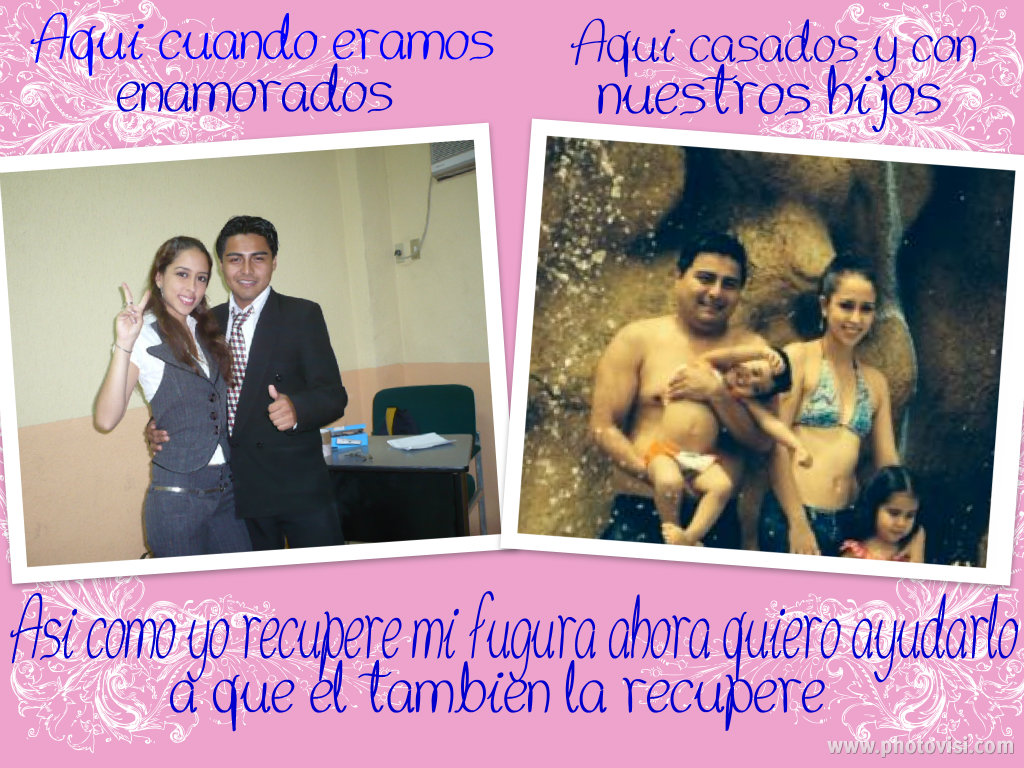 Aqui cuando eramos
enamorados
Aqui casados y con
nuestros hijos
Asi como yo recupere mi fugura ahora quiero ayudarlo
a que el tambien la recupere
www.photovisi.com